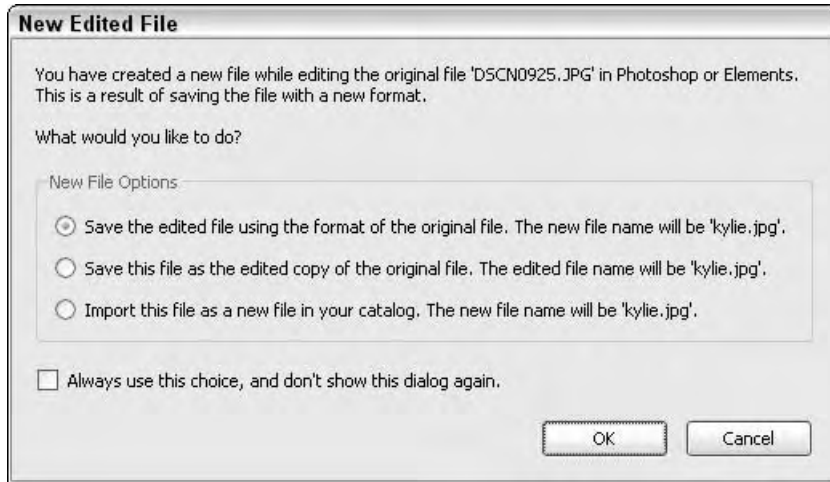 New Edited File
You have created a new file while editing the original file 'DSCN0925.JPG' in Photoshop or Elements.
This is a result of saving the file with a new format.
What would you like to do?
New File Options
Save the edited file using the format of the original file. The new file name will be 'kylie.jpg'.
Save this file as the edited copy of the original file. The edited file name will be 'kylie.jpg'.
Import this file as a new file in your catalog. The new file name will be 'kylie.jpg'.
Always use this choice, and don't show this dialog again.
OK Cancel